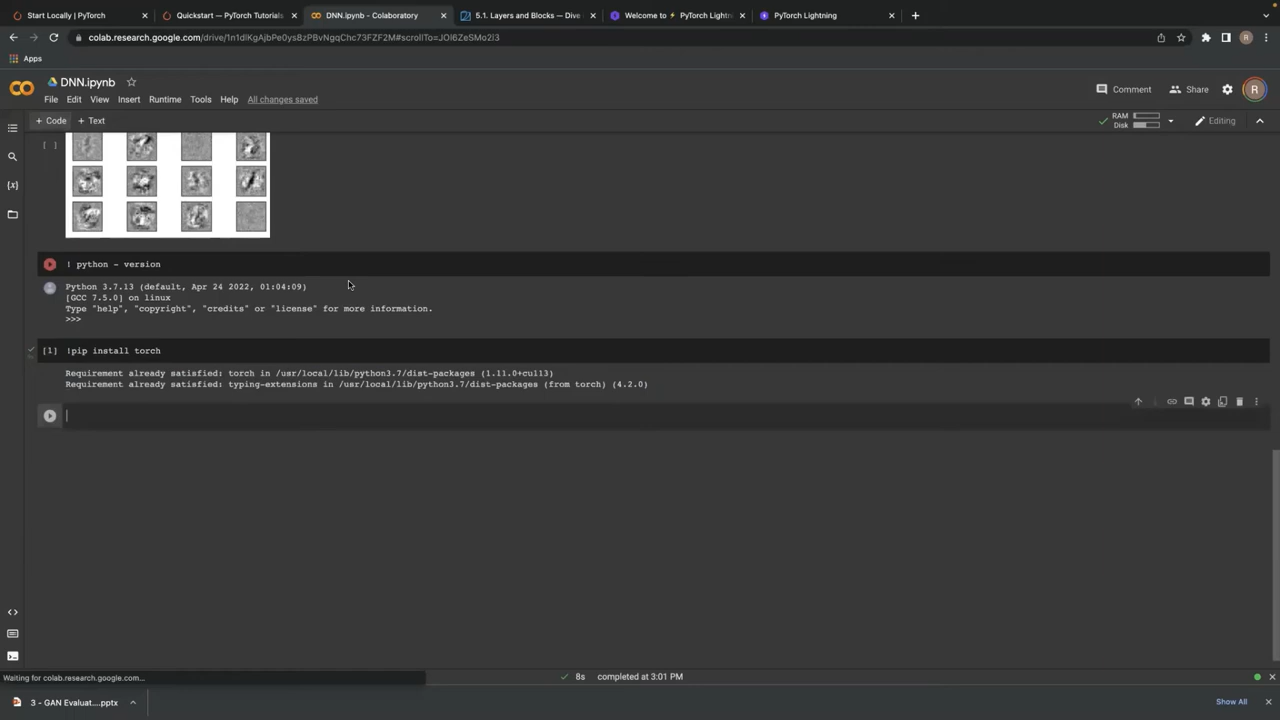 Start Locally | PyTorch
Quickstart — PyTorch Tutorials
DNN.ipynb - Colaboratory
5.1. Layers and Blocks — Dive
Welcome to ⚡ PyTorch Lightn
PyTorch Lightning
colab.research.google.com/drive/1n1dlKgAjbPe0ys8zPBvNgqChc73FZF2M#scrollTo=JOl6ZeSMo2l3
R
Apps
DNN.ipynb
Comment
Share
R
File Edit View Insert Runtime Tools Help All changes saved
+ Code + Text
RAM
Disk
Editing
[ ]
{x}
! python - version
Python 3.7.13 (default, Apr 24 2022, 01:04:09)
[GCC 7.5.0] on linux
Type "help", "copyright", "credits" or "license" for more information.
>>>
[1] !pip install torch
Requirement already satisfied: torch in /usr/local/lib/python3.7/dist-packages (1.11.0+cu113)
Requirement already satisfied: typing-extensions in /usr/local/lib/python3.7/dist-packages (from torch) (4.2.0)
Waiting for colab.research.google.com...
8s completed at 3:01 PM
3 - GAN Evaluat....pptx
Show All